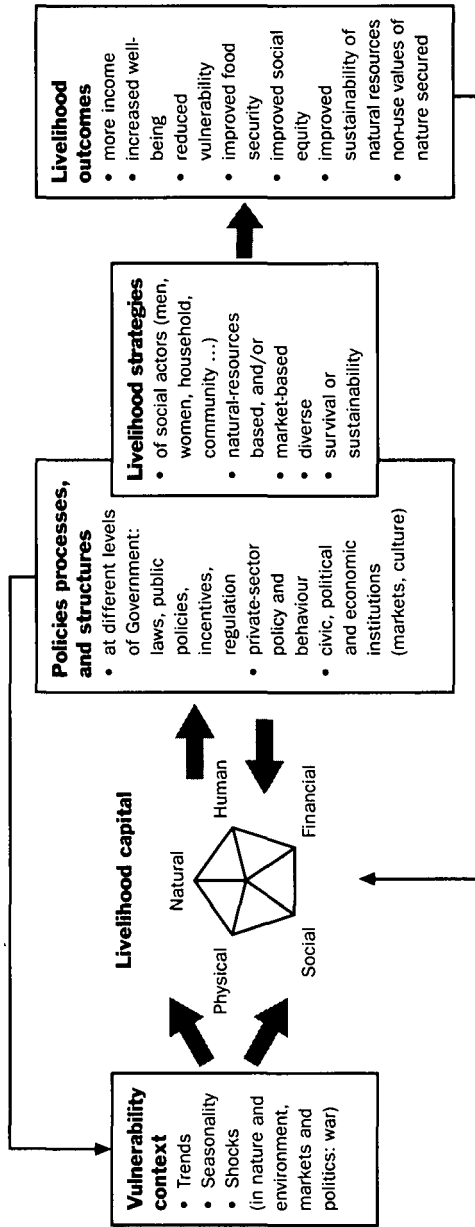 Vulnerability
context
• Trends
• Seasonality
• Shocks
(in nature and
environment,
markets and
politics: war)
Livelihood capital
Natural
Physical
Human
Social
Financial
Policies processes,
and structures
• at different levels
of Government:
laws, public
policies,
incentives,
regulation
• private-sector
policy and
behaviour
• civic, political
and economic
institutions
(markets, culture)
Livelihood strategies
• of social actors (men,
women, household,
community ...)
• natural-resources
based, and/or
• market-based
• diverse
• survival or
sustainability
Livelihood
outcomes
• more income
• increased well-
being
• reduced
vulnerability
• improved food
security
• improved social
equity
• improved
sustainability of
natural resources
• non-use values of
nature secured